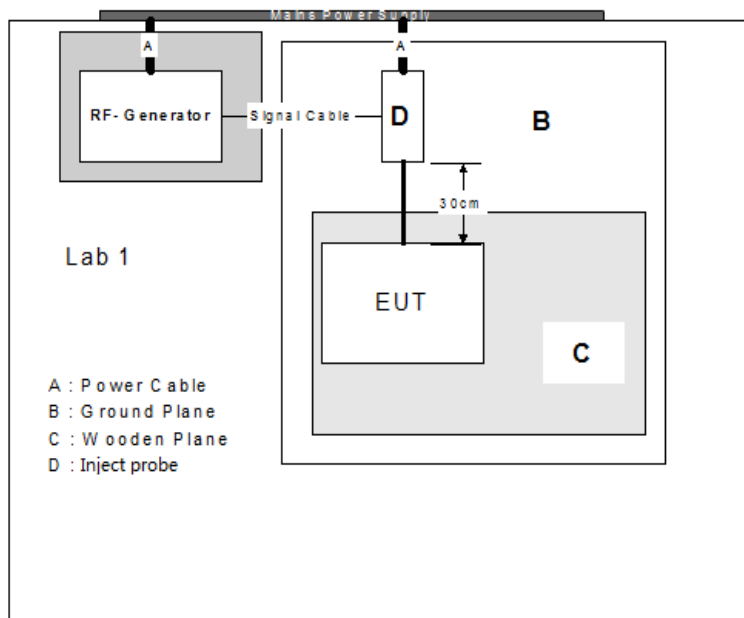 Mains Power Supply
A
A
RF-Generator
Signal Cable
D
B
30cm
Lab 1
EUT
C
A : Power Cable
B : Ground Plane
C : Wooden Plane
D : Inject probe